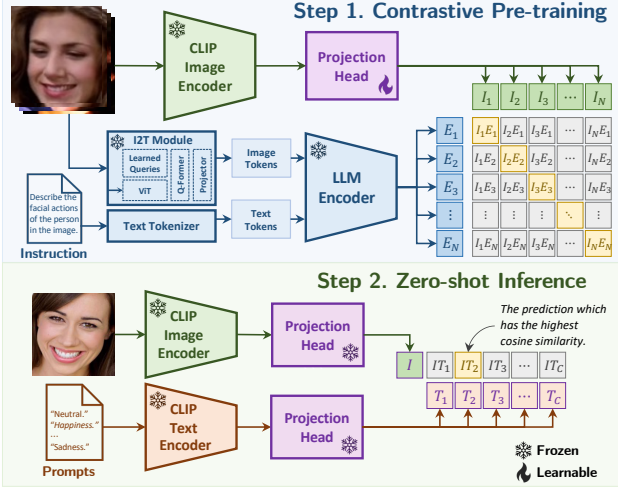 Step 1. Contrastive Pre-training
CLIP
Image
Encoder
Projection
Head
I1 I2 I3 ⋯ IN
I2T Module
Learned
Queries
ViT
Q-Former
Projector
Image
Tokens
LLM
Encoder
Describe the
facial actions
of the person
in the image.
Instruction
Text Tokenizer
Text
Tokens
E1 I1E1 I2E1 I3E1 ⋯ INE1
E2 I1E2 I2E2 I3E2 ⋯ INE2
E3 I1E3 I2E3 I3E3 ⋯ INE3
⋮ ⋮ ⋮ ⋮ ⋱ ⋮
EN I1EN I2EN I3EN ⋯ INEN
Step 2. Zero-shot Inference
CLIP
Image
Encoder
Projection
Head
The prediction which
has the highest
cosine similarity.
I IT1 IT2 IT3 ⋯ ITC
T1 T2 T3 ⋯ TC
"Neutral."
"Happiness."
...
"Sadness."
Prompts
CLIP
Text
Encoder
Projection
Head
Frozen
Learnable